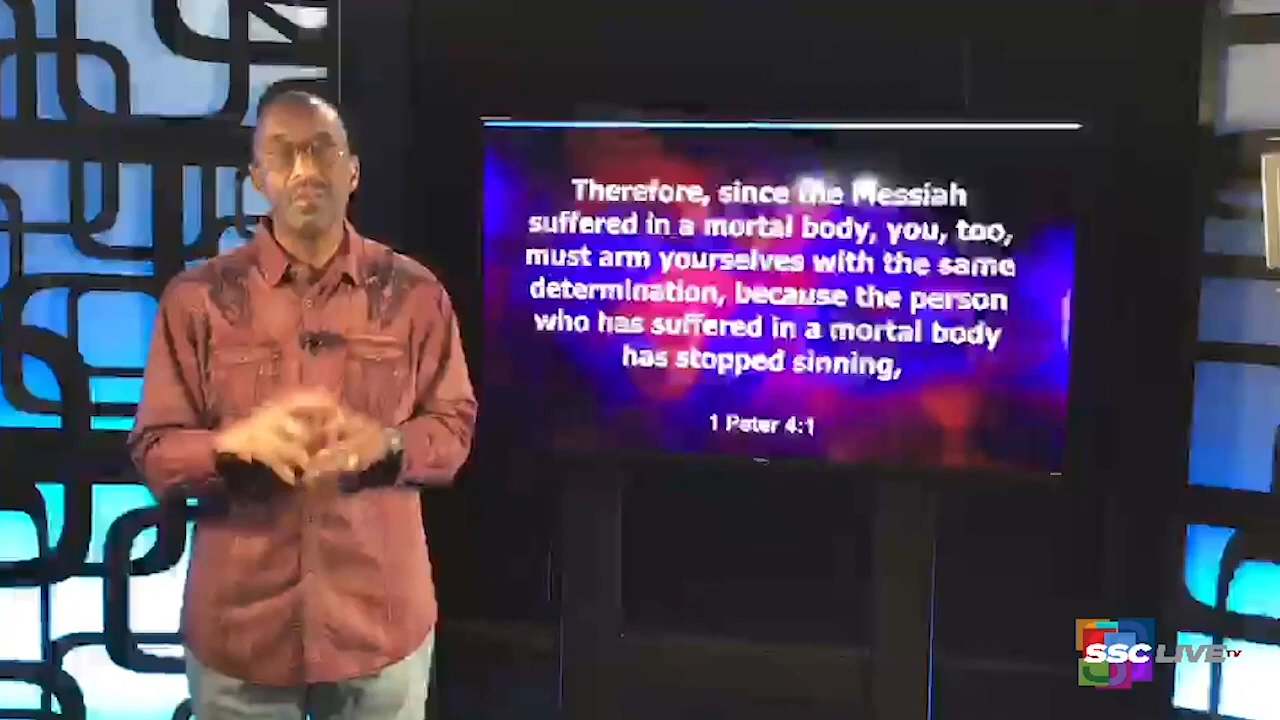 Therefore, since the Messiah
suffered in a mortal body, you, too,
must arm yourselves with the same
determination, because the person
who has suffered in a mortal body
has stopped sinning,
1 Peter 4:1
SSC LIVE TV